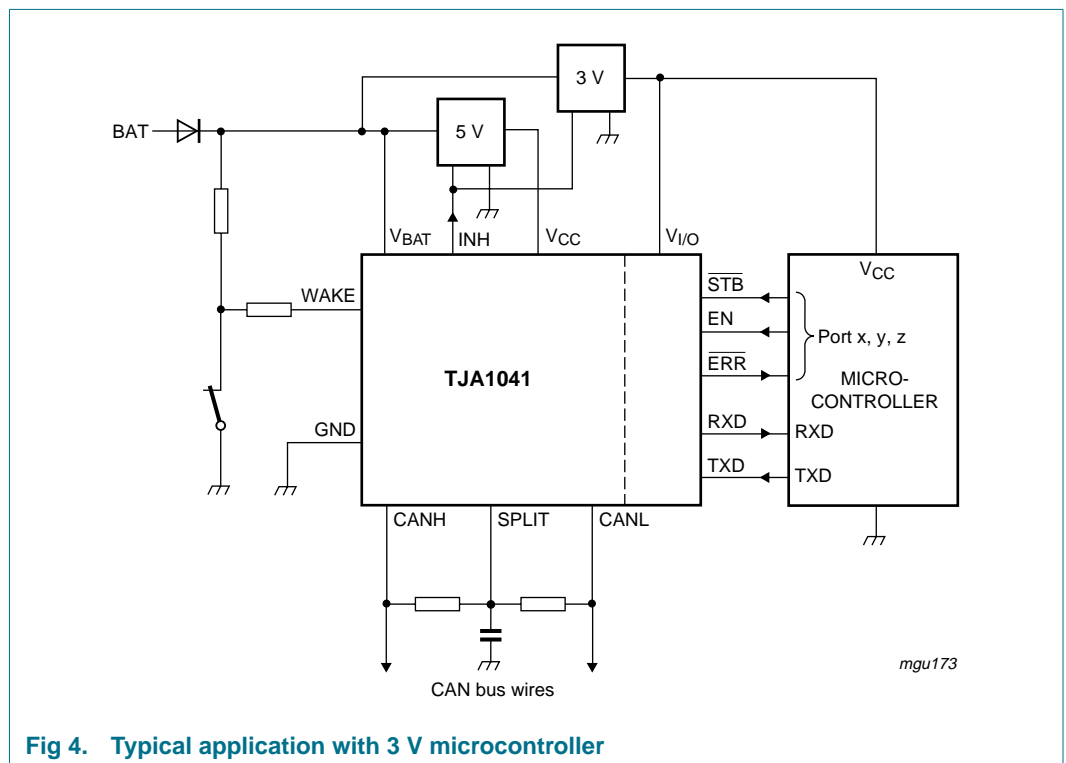 3 V
BAT
5 V
VBAT
INH
VCC
VI/O
VCC
WAKE
STB
EN
Port x, y, z
ERR
TJA1041
MICRO-
CONTROLLER
RXD
RXD
GND
TXD
TXD
CANH
SPLIT
CANL
mgu173
CAN bus wires
Fig 4. Typical application with 3 V microcontroller